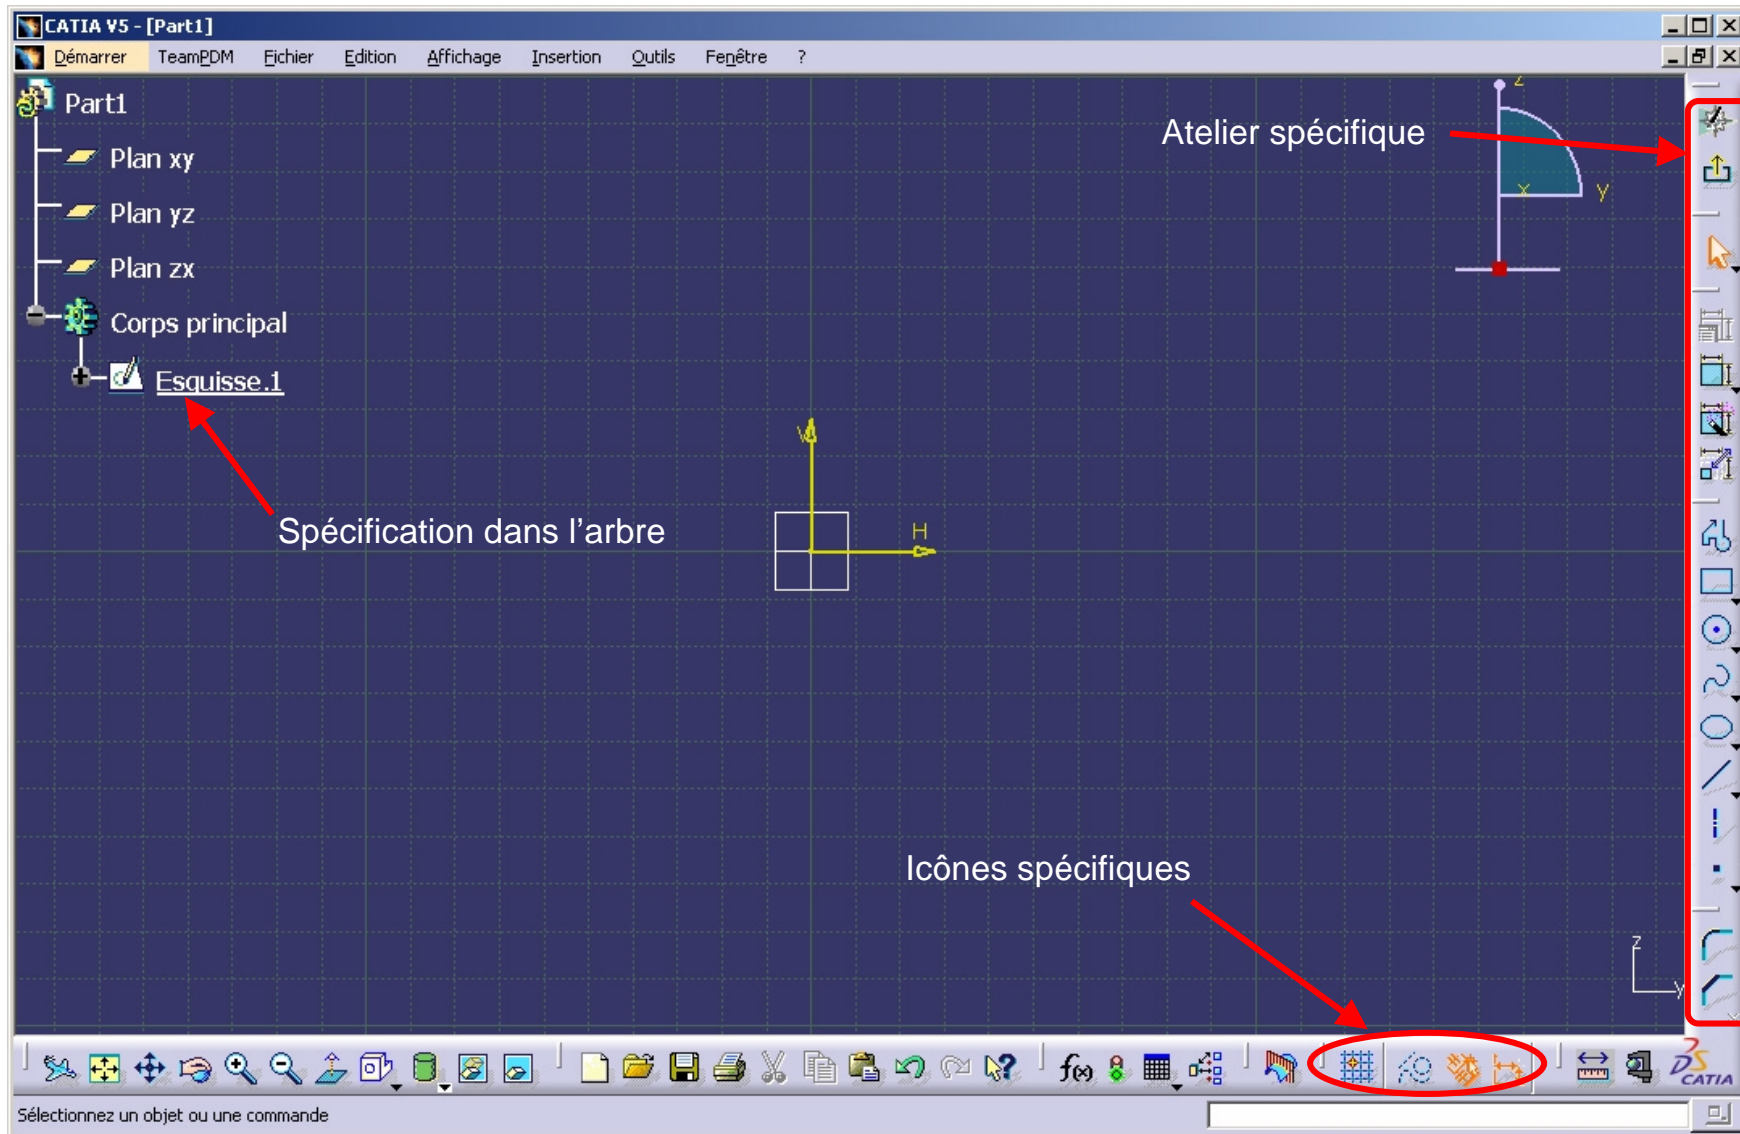 CATIA V5 - [Part1]
Démarrer TeamPDM Fichier Edition Affichage Insertion Outils Fenêtre ?
Part1
Plan xy
Plan yz
Plan zx
Corps principal
Esquisse.1
Spécification dans l’arbre
Atelier spécifique
z
x y
V
H
Icônes spécifiques
z
y
f(x)
CATIA
Sélectionnez un objet ou une commande